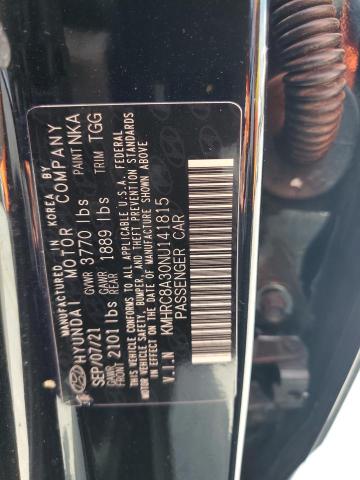 MANUFACTURED IN KOREA BY
HYUNDAI MOTOR COMPANY
SEP/07/21 GVWR 3770 lbs PAINT NKA
GAWR FRONT 2101 lbs GAWR REAR 1889 lbs TRIM TGG
THIS VEHICLE CONFORMS TO ALL APPLICABLE U.S.A. FEDERAL
MOTOR VEHICLE SAFETY, BUMPER, AND THEFT PREVENTION
STANDARDS IN EFFECT ON THE DATE OF MANUFACTURE SHOWN ABOVE
V.I.N KMHRC8A30NU141815
PASSENGER CAR